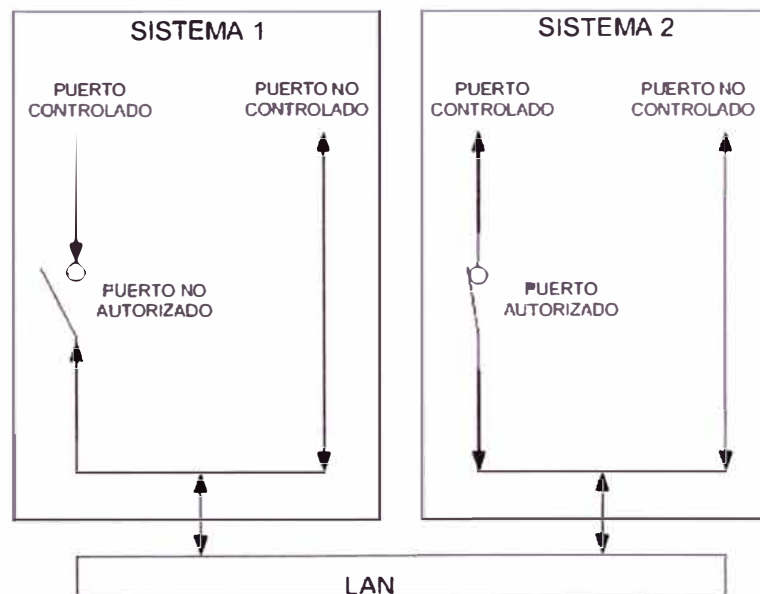 SISTEMA 1
PUERTO
CONTROLADO
PUERTO NO
CONTROLADO
PUERTO NO
AUTORIZADO
SISTEMA 2
PUERTO
CONTROLADO
PUERTO NO
CONTROLADO
PUERTO
AUTORIZADO
LAN